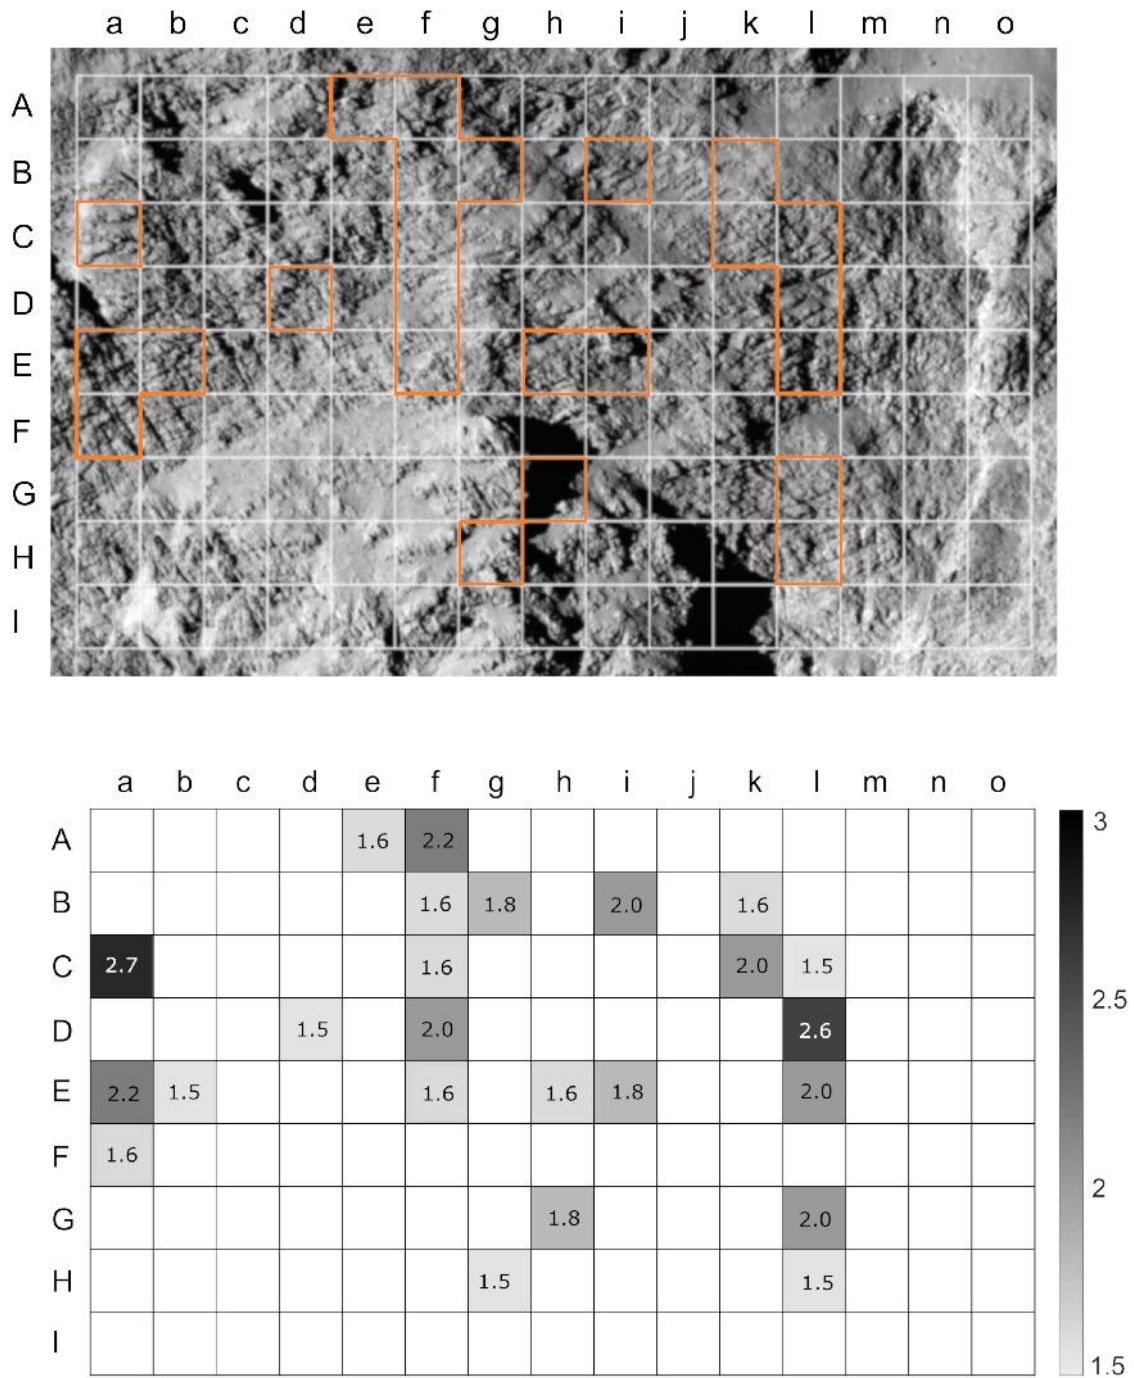 a b c d e f g h i j k l m n o
A
B
C
D
E
F
G
H
I
a b c d e f g h i j k l m n o
A 1.6 2.2 3
B 1.6 1.8 2.0 1.6
C 2.7 1.6 2.0 1.5
2.5
D 1.5 2.0 2.6
E 2.2 1.5 1.6 1.6 1.8 2.0
F 1.6
2
G 1.8 2.0
H 1.5 1.5
I
1.5